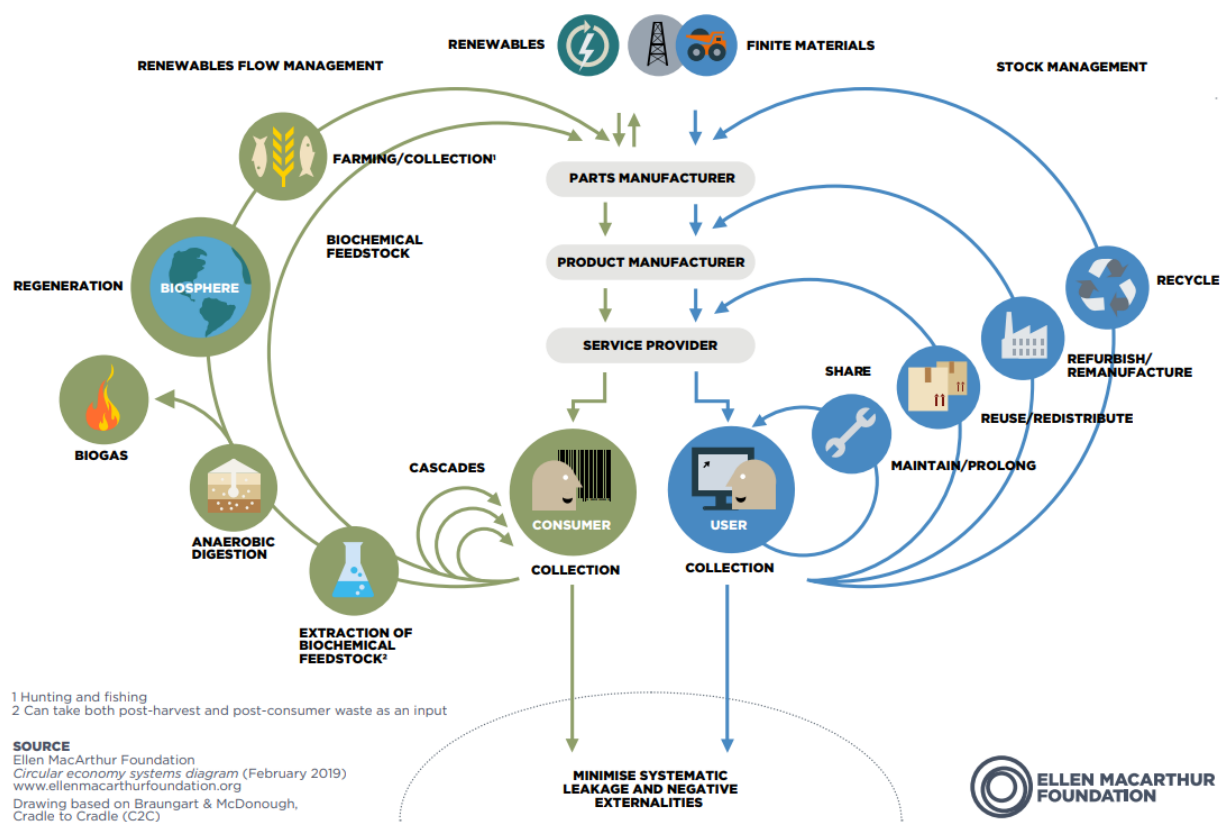 RENEWABLES
FINITE MATERIALS
RENEWABLES FLOW MANAGEMENT
STOCK MANAGEMENT
FARMING/COLLECTION¹
PARTS MANUFACTURER
BIOCHEMICAL
FEEDSTOCK
PRODUCT MANUFACTURER
REGENERATION
BIOSPHERE
RECYCLE
SERVICE PROVIDER
SHARE
REFURBISH/
REMANUFACTURE
REUSE/REDISTRIBUTE
BIOGAS
CASCADES
MAINTAIN/PROLONG
CONSUMER
USER
ANAEROBIC
DIGESTION
COLLECTION
COLLECTION
EXTRACTION OF
BIOCHEMICAL
FEEDSTOCK²
1 Hunting and fishing
2 Can take both post-harvest and post-consumer waste as an input
SOURCE
Ellen MacArthur Foundation
Circular economy systems diagram (February 2019)
www.ellenmacarthurfoundation.org
Drawing based on Braungart & McDonough,
Cradle to Cradle (C2C)
MINIMISE SYSTEMATIC
LEAKAGE AND NEGATIVE
EXTERNALITIES
ELLEN MACARTHUR
FOUNDATION